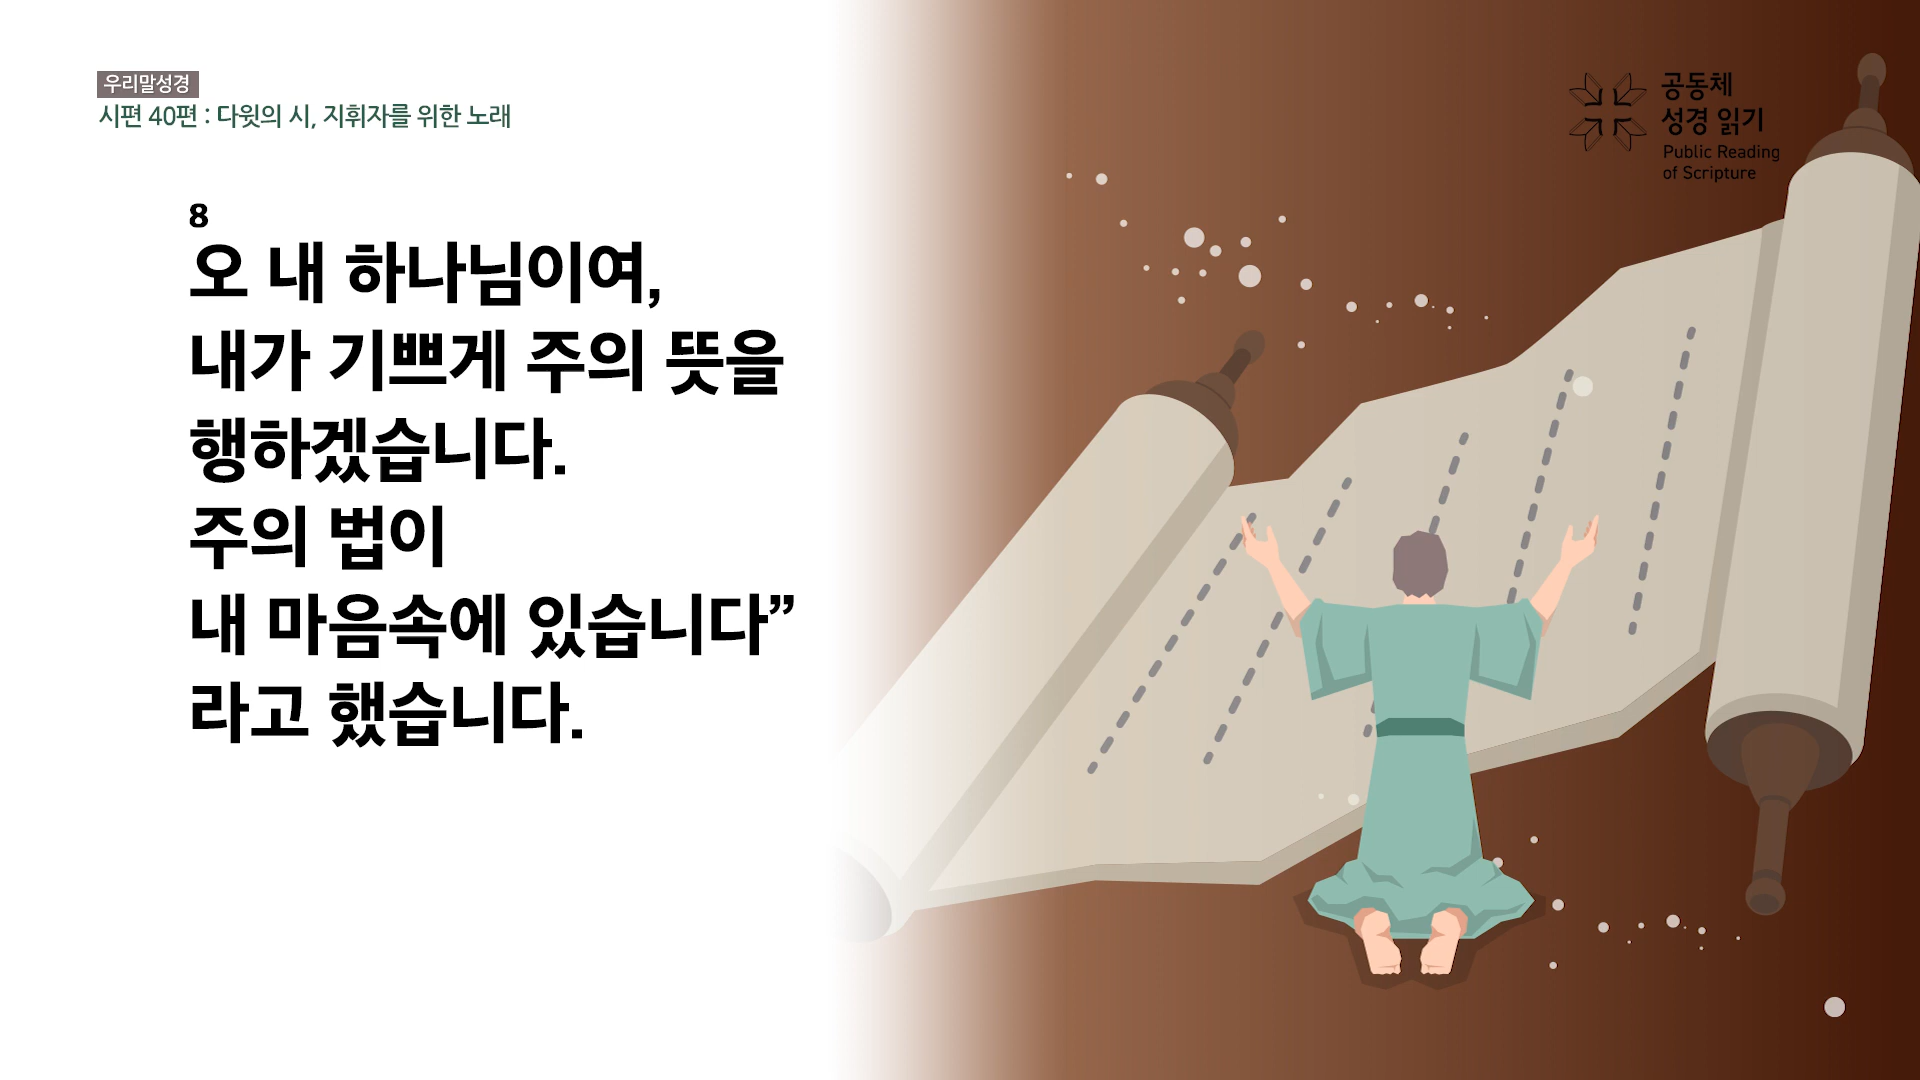 우리말성경
시편 40편 : 다윗의 시, 지휘자를 위한 노래
공동체
성경 읽기
Public Reading
of Scripture
8
오 내 하나님이여,
내가 기쁘게 주의 뜻을
행하겠습니다.
주의 법이
내 마음속에 있습니다”
라고 했습니다.